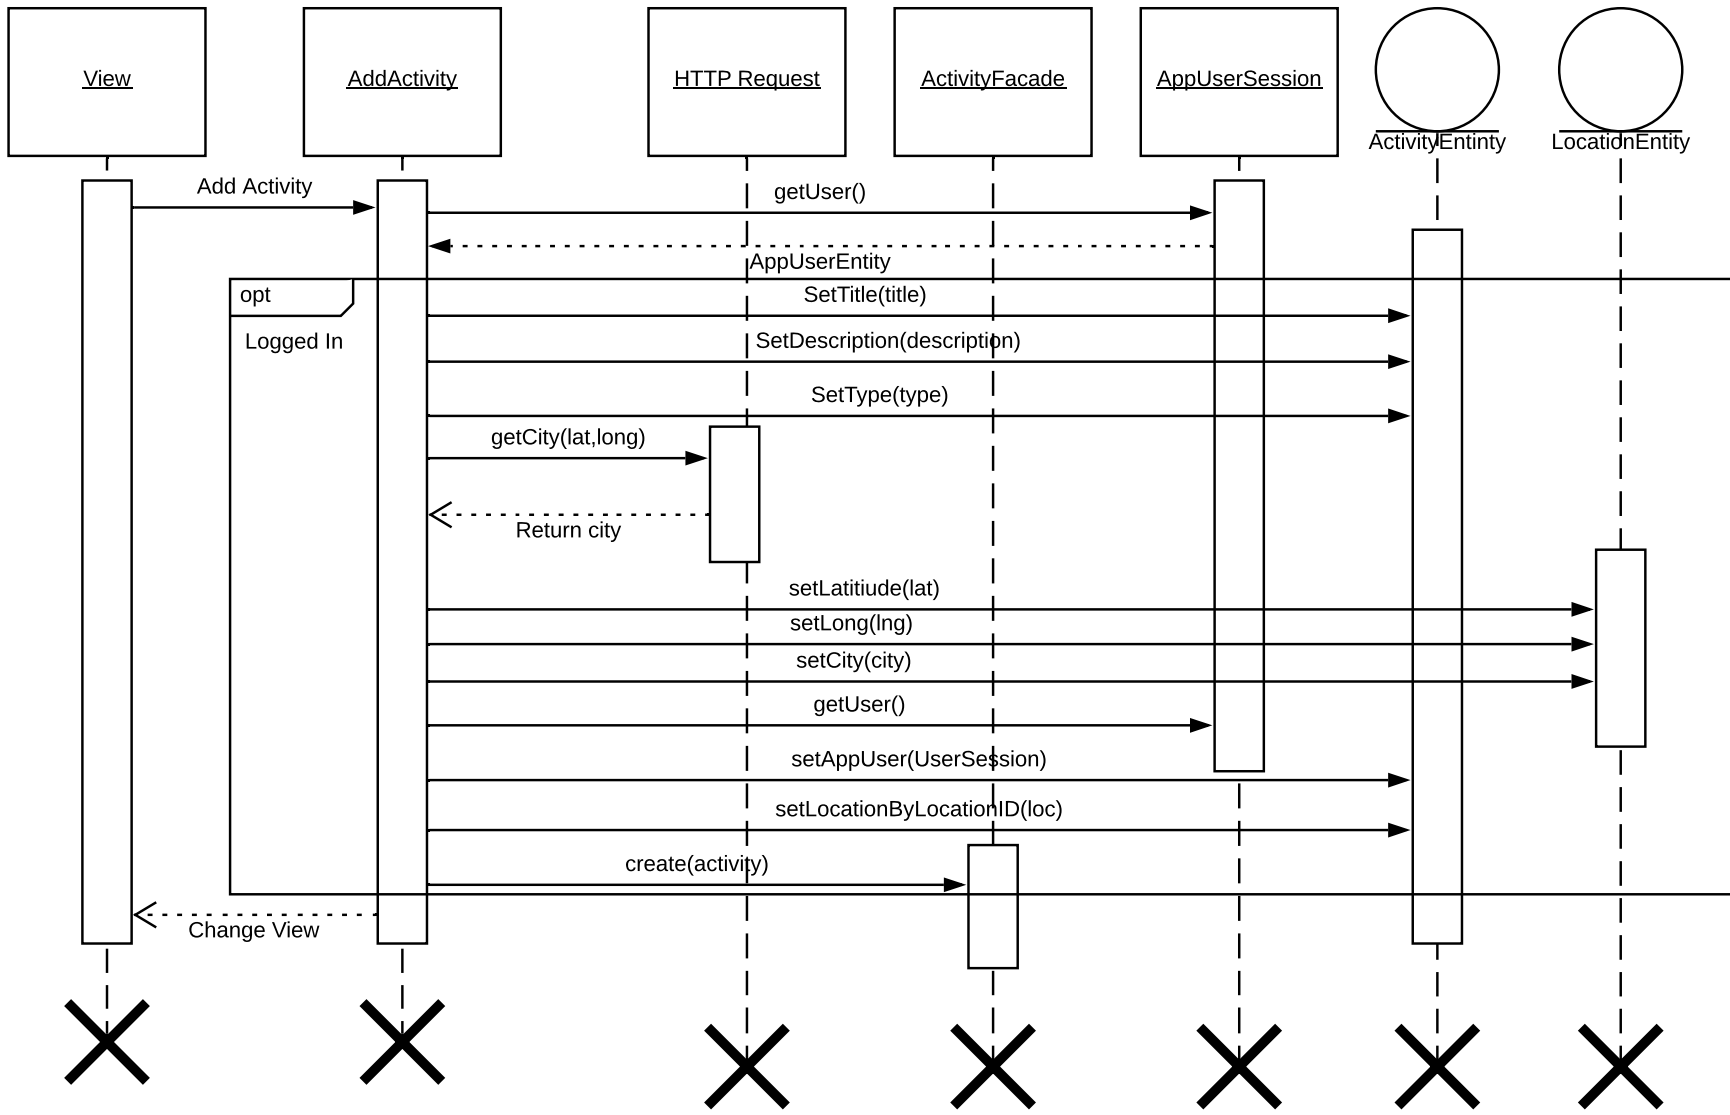 View
AddActivity
HTTP Request
ActivityFacade
AppUserSession
ActivityEntinty
LocationEntity
Add Activity
getUser()
AppUserEntity
opt
SetTitle(title)
Logged In
SetDescription(description)
SetType(type)
getCity(lat,long)
Return city
setLatitiude(lat)
setLong(lng)
setCity(city)
getUser()
setAppUser(UserSession)
setLocationByLocationID(loc)
create(activity)
Change View